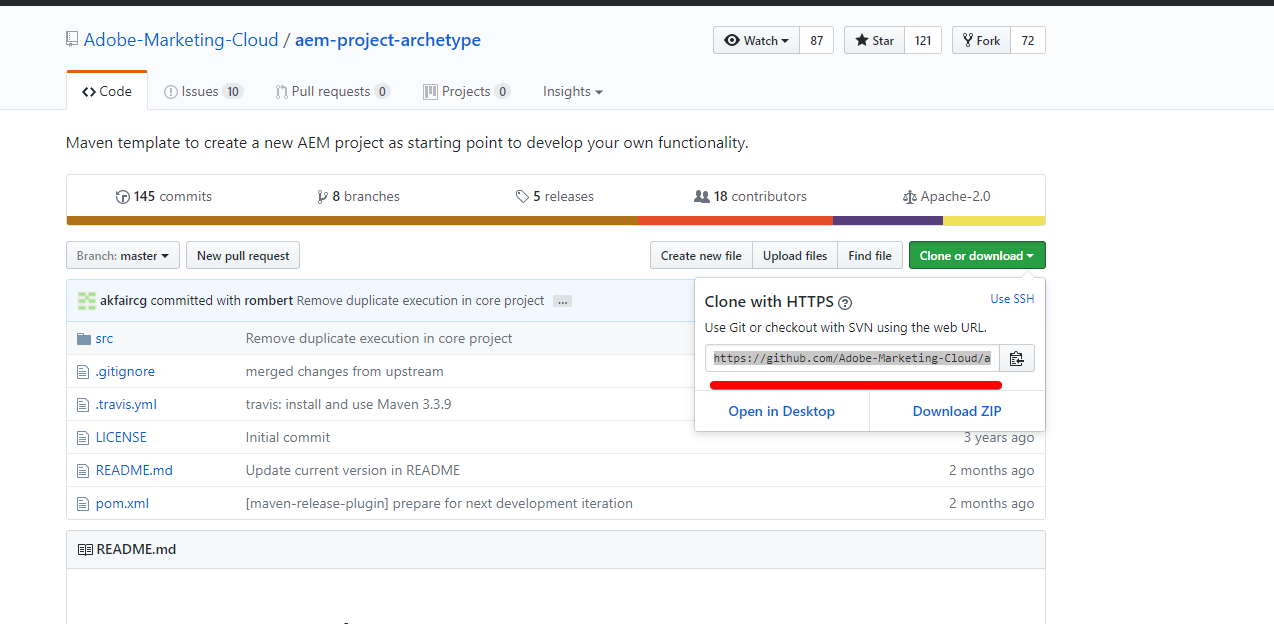 Adobe-Marketing-Cloud / aem-project-archetype
Watch 87 Star 121 Fork 72
Code Issues 10 Pull requests 0 Projects 0 Insights
Maven template to create a new AEM project as starting point to develop your own functionality.
145 commits 8 branches 5 releases 18 contributors Apache-2.0
Branch: master New pull request Create new file Upload files Find file Clone or download
akfaircg committed with rombert Remove duplicate execution in core project ...
Clone with HTTPS ? Use SSH
Use Git or checkout with SVN using the web URL.
https://github.com/Adobe-Marketing-Cloud/a
Open in Desktop Download ZIP
src Remove duplicate execution in core project
.gitignore merged changes from upstream
.travis.yml travis: install and use Maven 3.3.9
LICENSE Initial commit 3 years ago
README.md Update current version in README 2 months ago
pom.xml [maven-release-plugin] prepare for next development iteration 2 months ago
README.md